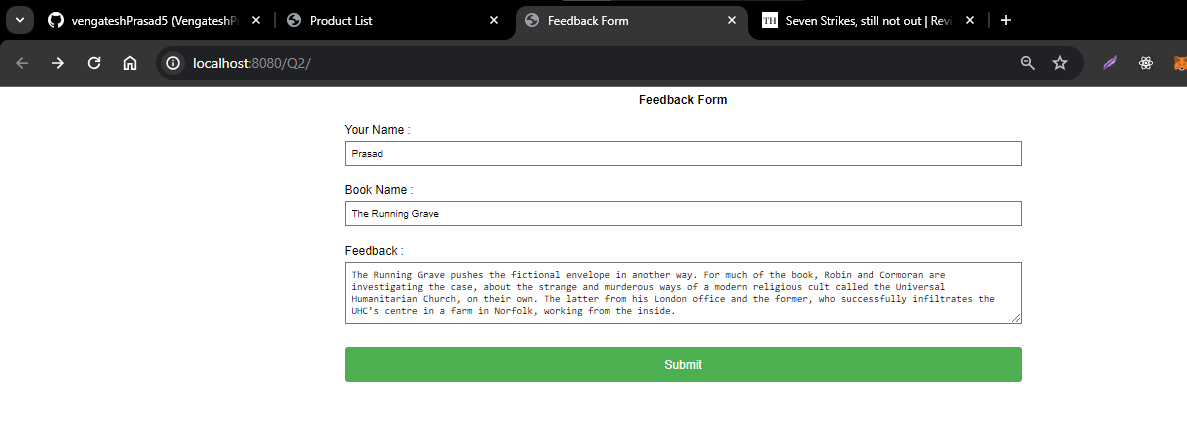 vengateshPrasad5 (VengateshPr
Product List
Feedback Form
TH
Seven Strikes, still not out | Revi
localhost:8080/Q2/
Feedback Form
Your Name :
Prasad
Book Name :
The Running Grave
Feedback :
The Running Grave pushes the fictional envelope in another way. For much of the book, Robin and Cormoran are
investigating the case, about the strange and murderous ways of a modern religious cult called the Universal
Humanitarian Church, on their own. The latter from his London office and the former, who successfully infiltrates the
UHC’s centre in a farm in Norfolk, working from the inside.
Submit